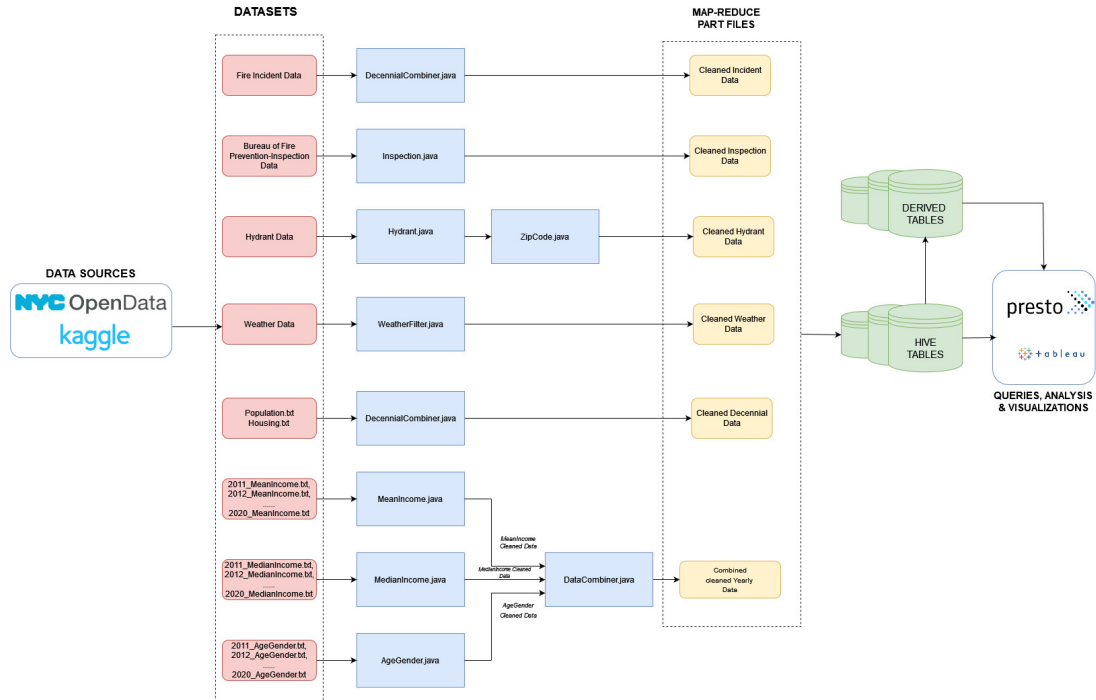 DATASETS
MAP-REDUCE
PART FILES
Fire Incident Data
DecennialCombiner.java
Cleaned Incident
Data
Bureau of Fire
Prevention-Inspection
Data
Inspection.java
Cleaned Inspection
Data
Hydrant Data
Hydrant.java
ZipCode.java
Cleaned Hydrant
Data
DERIVED
TABLES
DATA SOURCES
NYC OpenData
kaggle
Weather Data
WeatherFilter.java
Cleaned Weather
Data
HIVE
TABLES
presto
+ableau
QUERIES, ANALYSIS
& VISUALIZATIONS
Population.txt
Housing.txt
DecennialCombiner.java
Cleaned Decennial
Data
2011_MeanIncome.txt,
2012_MeanIncome.txt,
......
2020_MeanIncome.txt
MeanIncome.java
MeanIncome
Cleaned Data
2011_MedianIncome.txt,
2012_MedianIncome.txt,
......
2020_MedianIncome.txt
MedianIncome.java
MedianIncome Cleaned
Data
DataCombiner.java
Combined
cleaned Yearly
Data
AgeGender
Cleaned Data
2011_AgeGender.txt,
2012_AgeGender.txt,
......
2020_AgeGender.txt
AgeGender.java